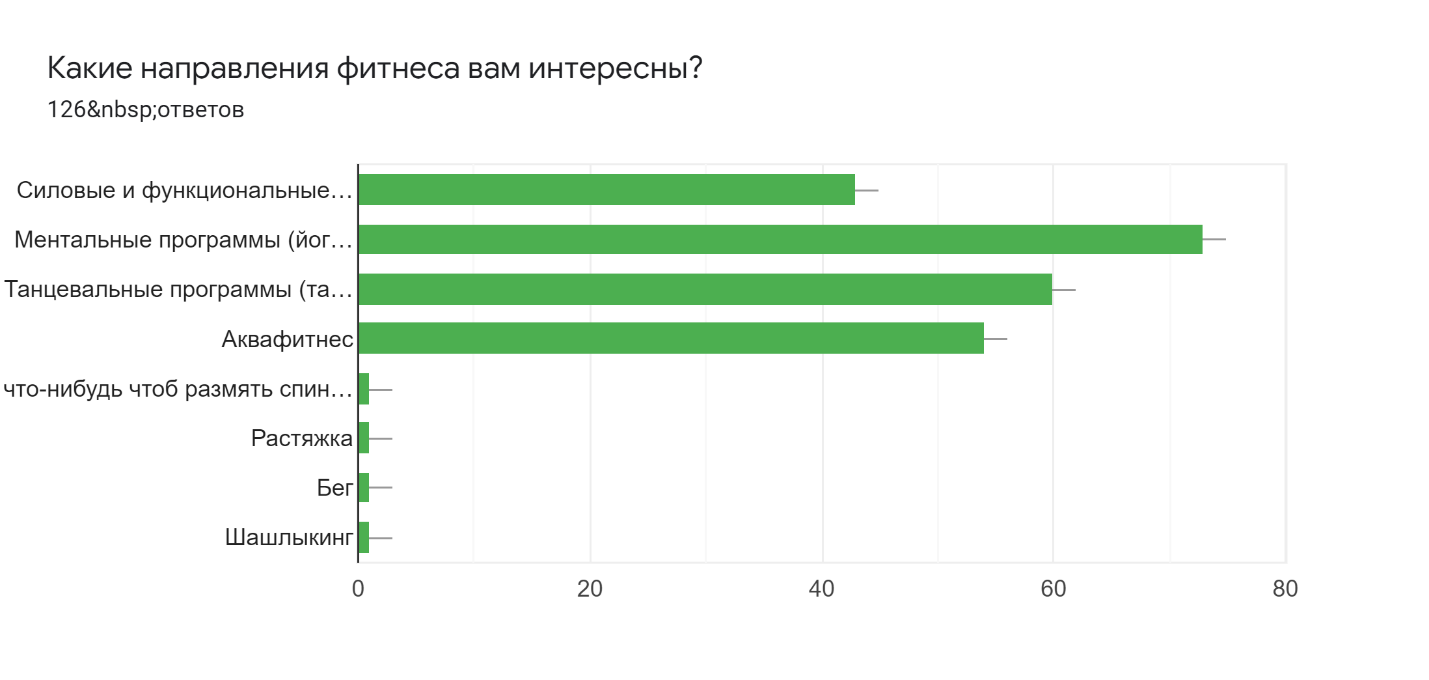 Какие направления фитнеса вам интересны?
126&nbsp;ответов
Силовые и функциональные…
Ментальные программы (йог…
Танцевальные программы (та…
Аквафитнес
что-нибудь чтоб размять спин…
Растяжка
Бег
Шашлыкинг
0 20 40 60 80